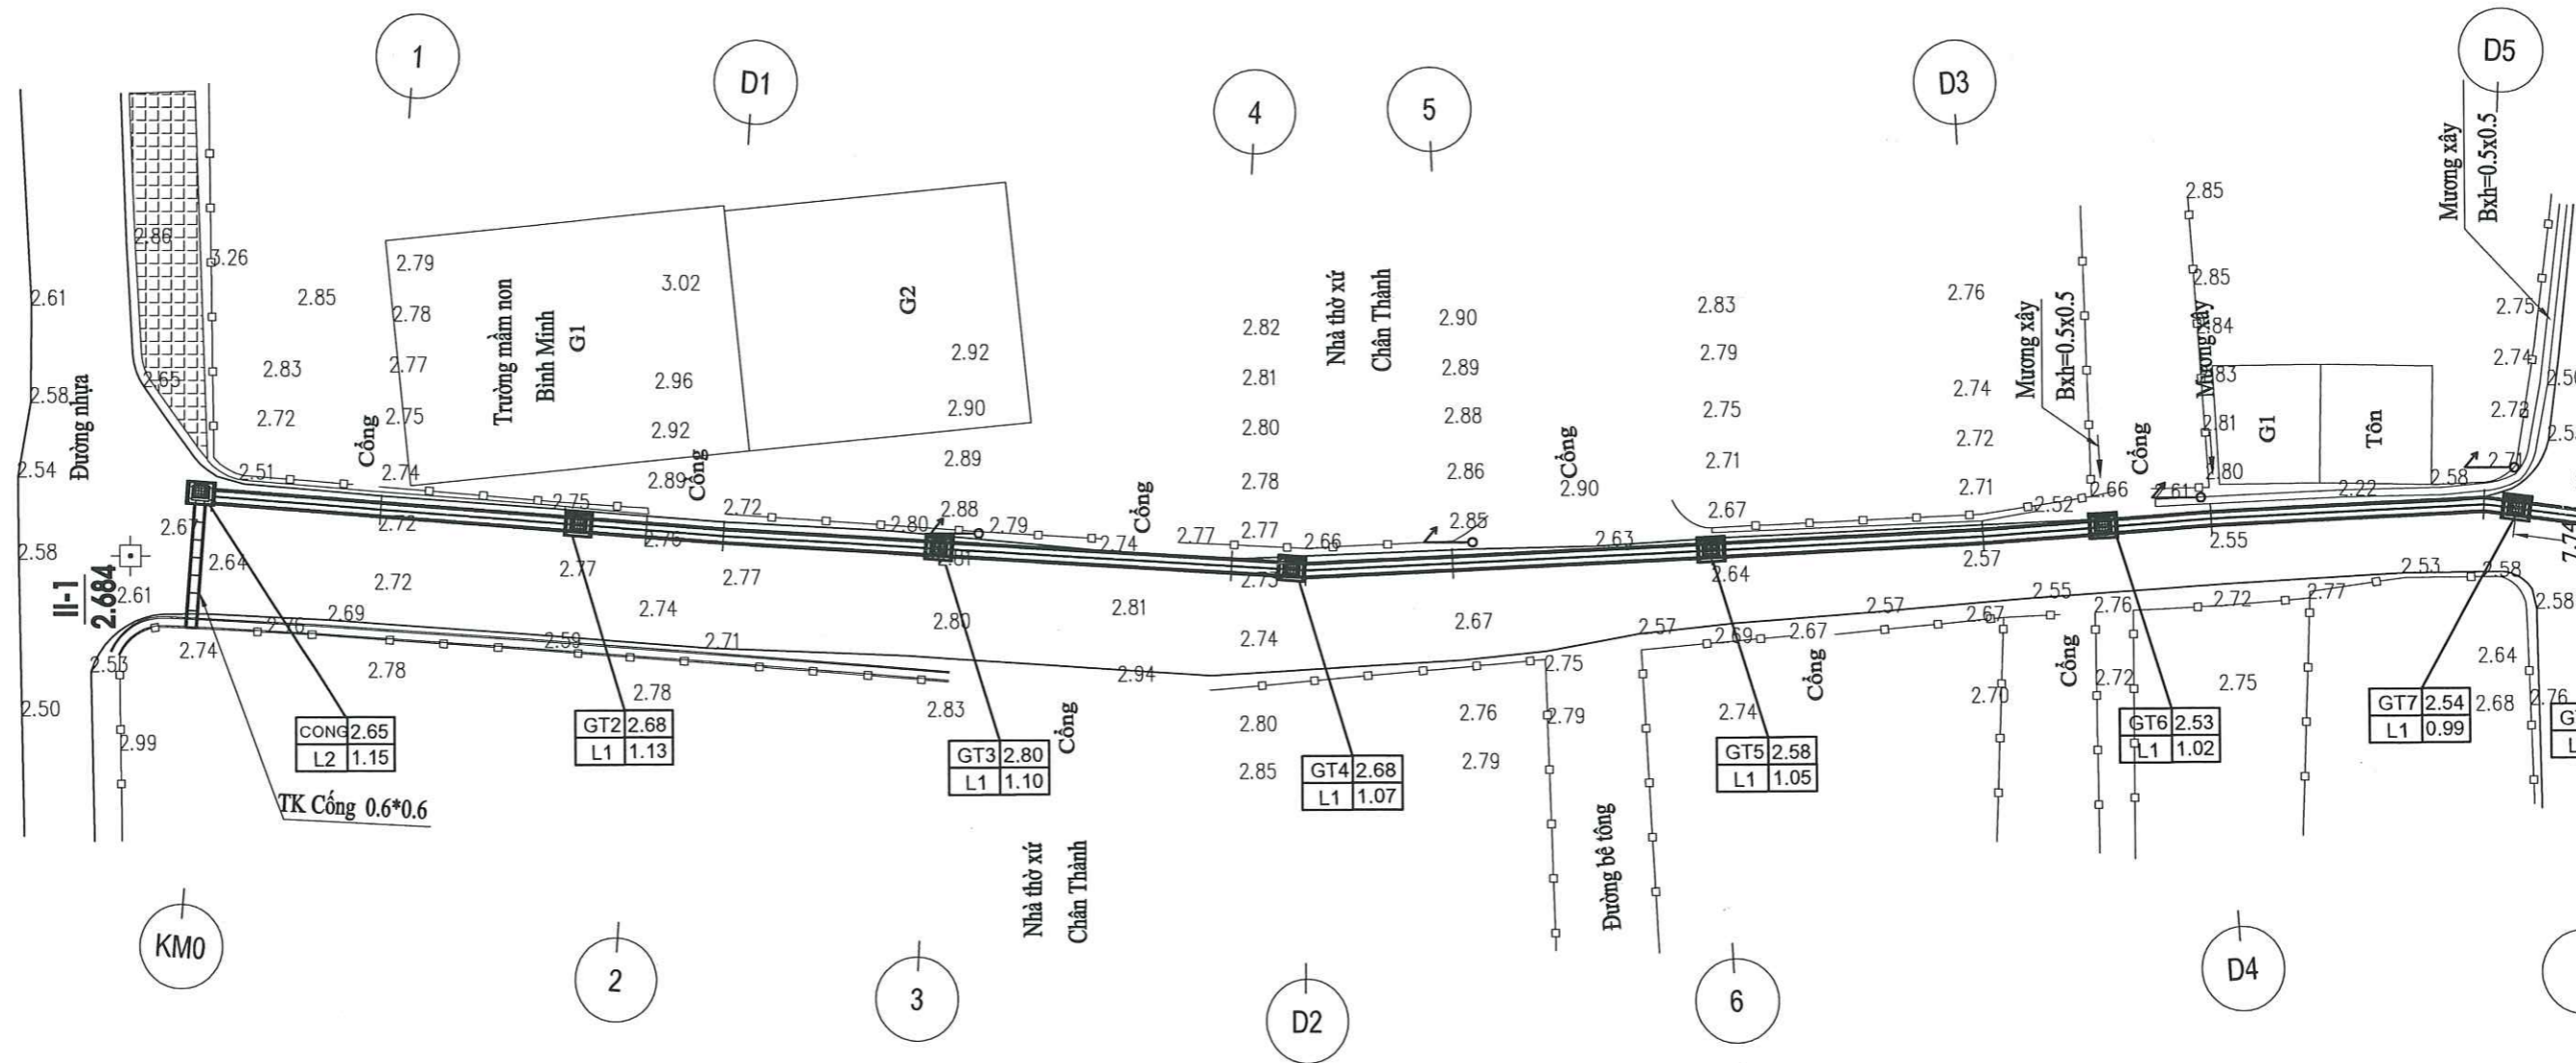 1
D1
4
5
D3
D5
Mương xây
Bxh=0.5x0.5
2.85
2.86
3.26
2.79
3.02
2.61
2.85
2.78
Trường mầm non
Bình Minh
G1
G2
2.82
Nhà thờ xứ
Chân Thành
2.90
2.83
2.76
Mương xây
Bxh=0.5x0.5
2.85
Mương xây
2.84
2.75
2.65
2.83
2.77
2.96
2.92
2.81
2.89
2.79
2.74
2.83
2.74
2.58
Đường nhựa
2.72
Cổng
2.75
2.92
2.90
2.80
2.88
2.75
2.72
2.81
G1
Tôn
2.54
2.51
2.74
2.89
Cổng
2.89
2.78
2.86
Cổng
2.90
2.71
2.71
Cổng
2.80
2.58
2.71
2.67
2.72
2.75
2.72
2.80
2.88
2.79
Cổng
2.74
2.77
2.77
2.66
2.85
2.63
2.67
2.52
2.66
2.61
2.22
2.58
II-1
2.684
2.61
2.64
2.72
2.77
2.77
2.81
2.64
2.57
2.55
7.74
2.53
2.58
2.69
2.76
2.74
2.80
2.81
2.74
2.67
2.57
2.69
2.67
2.57
2.67
2.55
2.76
2.72
2.77
2.58
2.53
2.74
2.78
2.59
2.71
2.78
2.94
2.75
Cổng
2.70
Cổng
2.72
2.75
2.64
2.50
2.99
2.83
Cổng
2.80
2.85
2.76
2.79
2.79
2.74
2.68
2.76
CONG 2.65
L2 1.15
GT2 2.68
L1 1.13
GT3 2.80
L1 1.10
GT4 2.68
L1 1.07
GT5 2.58
L1 1.05
GT6 2.53
L1 1.02
GT7 2.54
L1 0.99
TK Cống 0.6*0.6
Nhà thờ xứ
Chân Thành
Đường bê tông
KM0
2
3
D2
6
D4